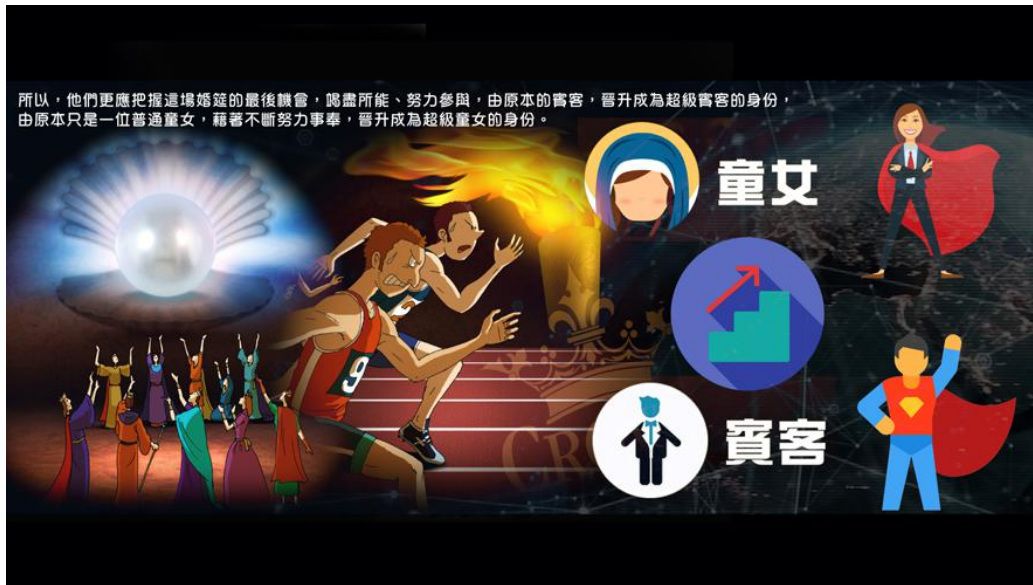 所以，他們更應把握這場婚筵的最後機會，竭盡所能、努力參與，由原本的賓客，晉升成為超級賓客的身份，
由原本只是一位普通童女，藉著不斷努力事奉，晉升成為超級童女的身份。
童女
9
賓客